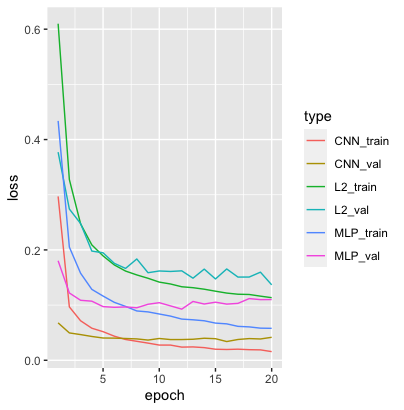 0.6
0.4
0.2
0.0
loss
5
10
15
20
epoch
type
CNN_train
CNN_val
L2_train
L2_val
MLP_train
MLP_val